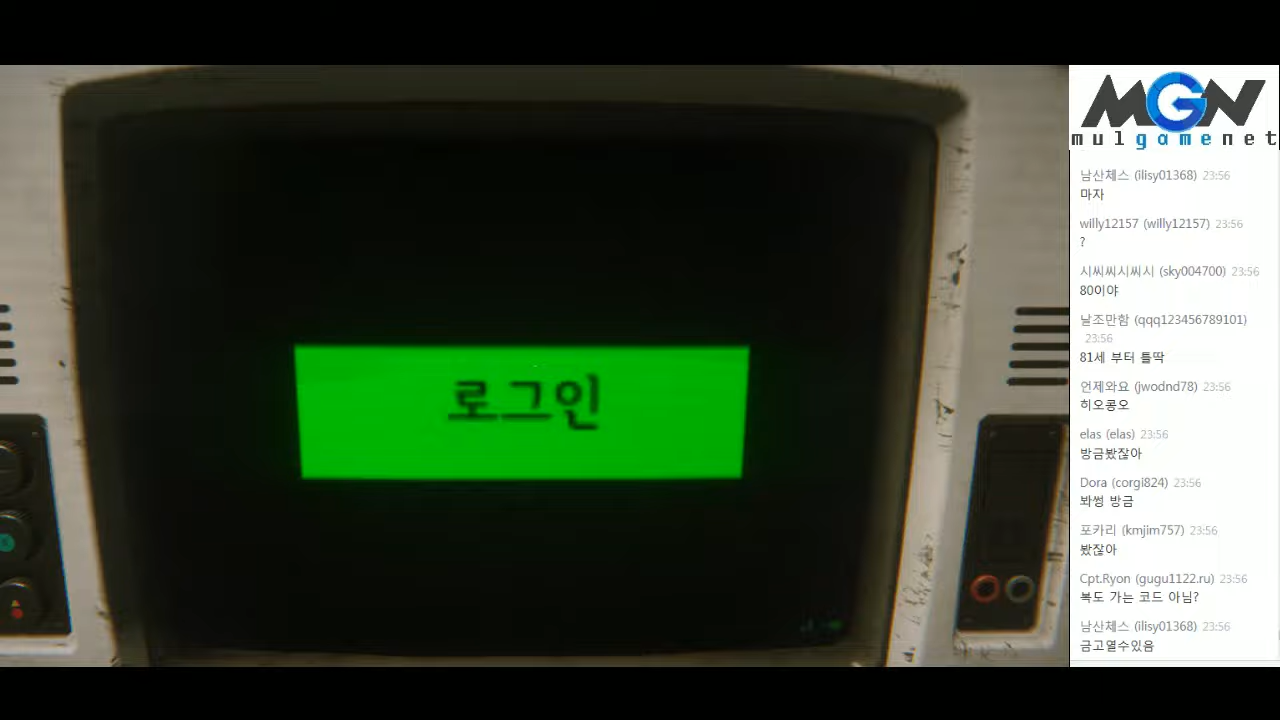 로그인
MGN
mulgamenet
남산체스 (ilisy01368) 23:56
마자
willy12157 (willy12157) 23:56
?
시씨씨시씨시 (sky004700) 23:56
80이야
날조만함 (qqq123456789101)
23:56
81세 부터 틀딱
언제와요 (jwodnd78) 23:56
히오콩오
elas (elas) 23:56
방금봤잖아
Dora (corgi824) 23:56
봐썽 방금
포카리 (kmjim757) 23:56
봤잖아
Cpt.Ryon (gugu1122.ru) 23:56
복도 가는 코드 아님?
남산체스 (ilisy01368) 23:56
금고열수있음